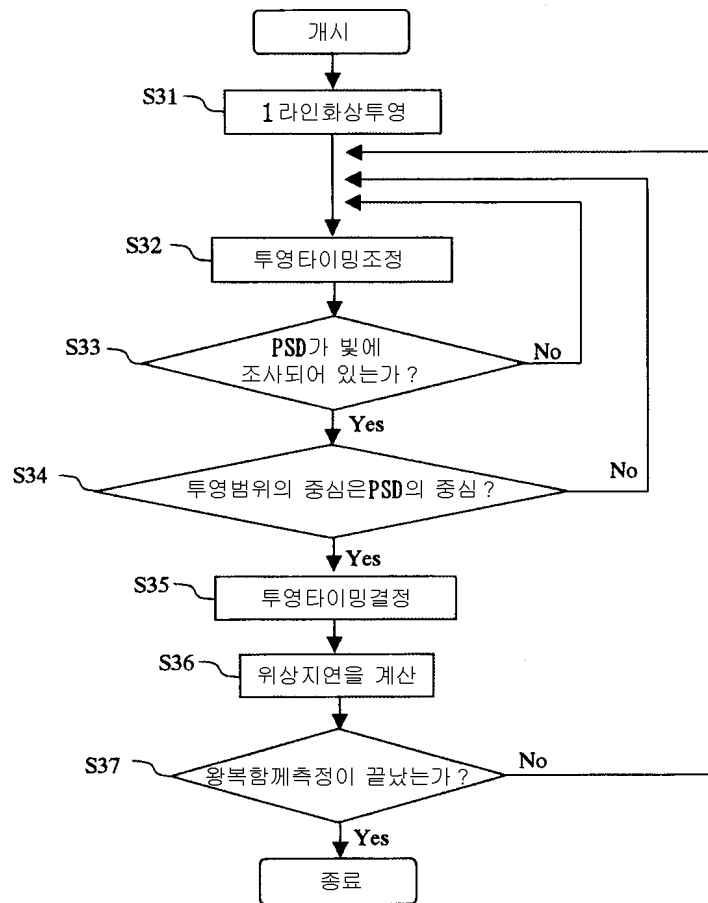 개시
S31
1라인화상투영
S32
투영타이밍조정
S33
PSD가 빛에
조사되어 있는가?
No
Yes
S34
투영범위의 중심은PSD의 중심?
No
Yes
S35
투영타이밍결정
S36
위상지연을 계산
S37
왕복함께측정이 끝났는가?
No
Yes
종료